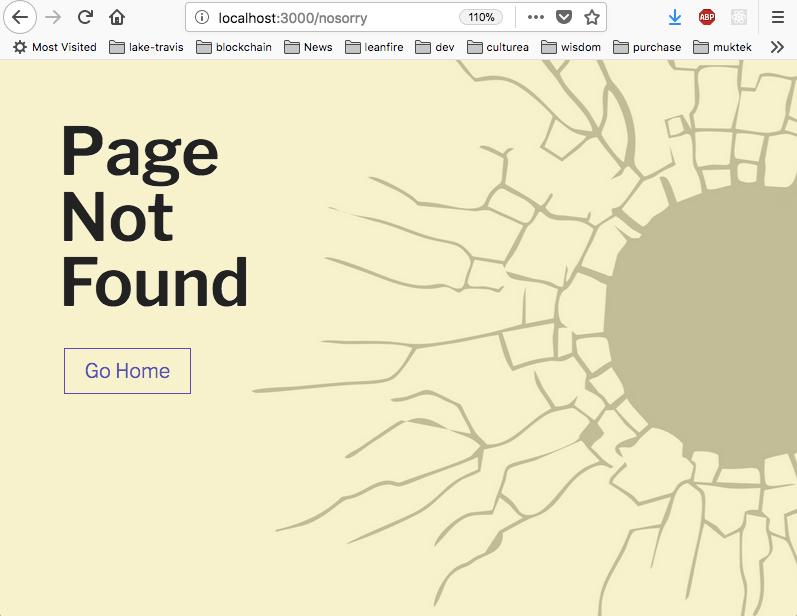 localhost:3000/nosorry
110%
ABP
Most Visited lake-travis blockchain News leanfire dev culturea wisdom purchase muktek
Page
Not
Found
Go Home